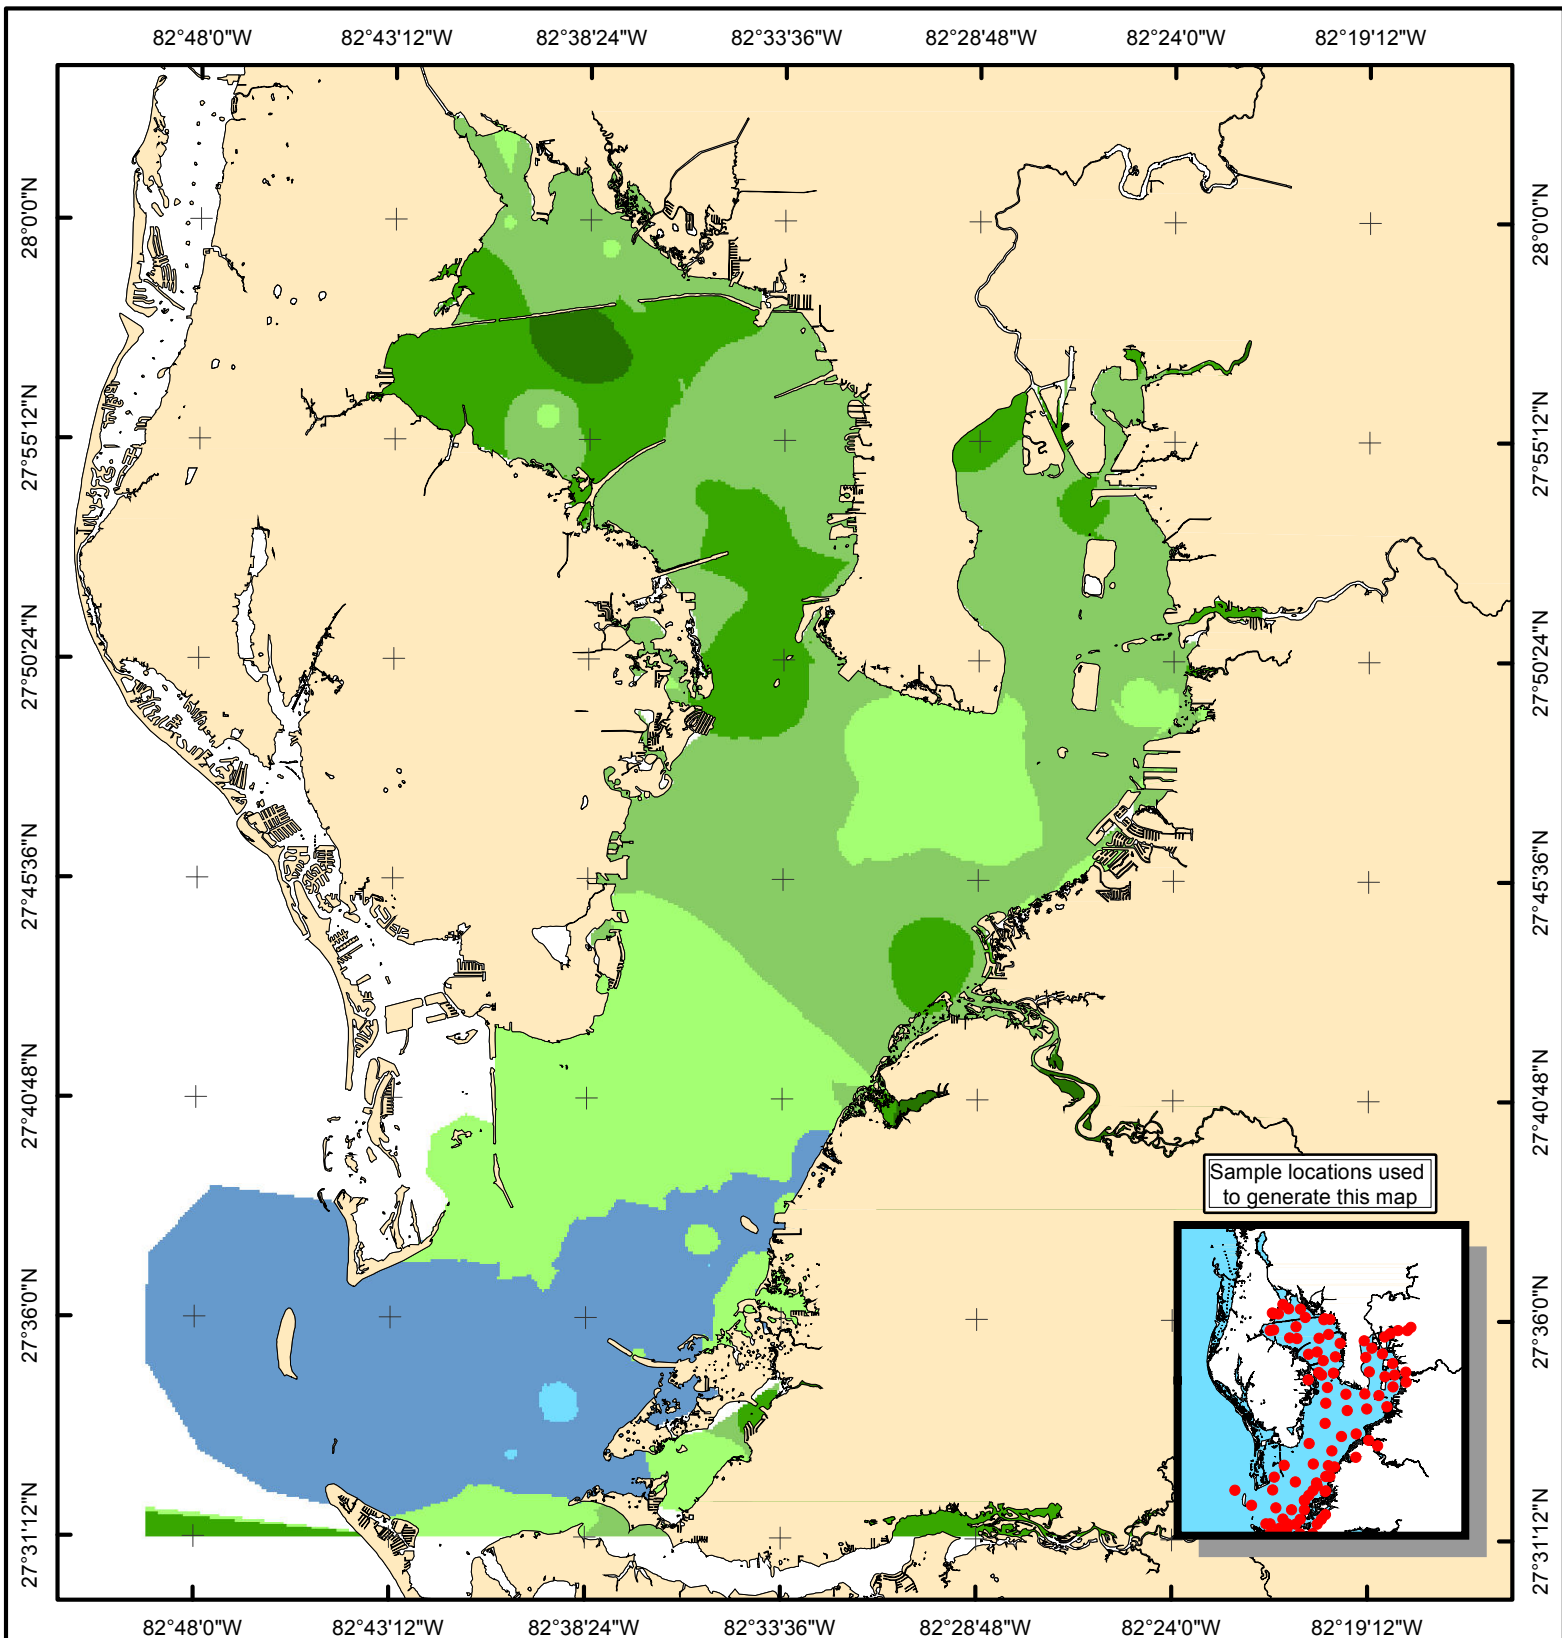 82°48'0"W 82°43'12"W 82°38'24"W 82°33'36"W 82°28'48"W 82°24'0"W 82°19'12"W
28°0'0"N 28°0'0"N
27°55'12"N 27°55'12"N
27°50'24"N 27°50'24"N
27°45'36"N 27°45'36"N
27°40'48"N 27°40'48"N
Sample locations used
to generate this map
27°36'0"N 27°36'0"N
27°31'12"N 27°31'12"N
82°48'0"W 82°43'12"W 82°38'24"W 82°33'36"W 82°28'48"W 82°24'0"W 82°19'12"W